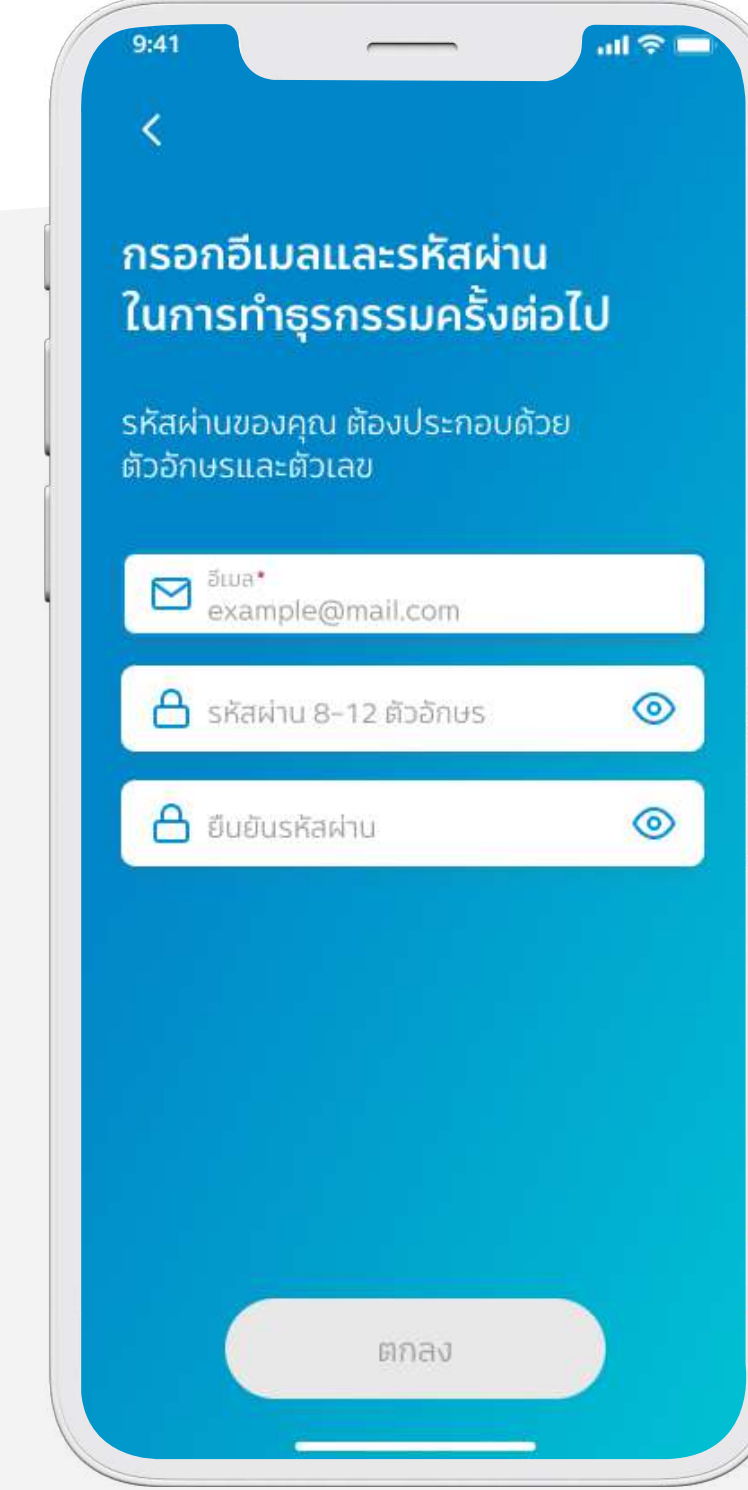 9:41
กรอกอีเมลและรหัสผ่าน
ในการทำธุรกรรมครั้งต่อไป
รหัสผ่านของคุณ ต้องประกอบด้วย
ตัวอักษรและตัวเลข
อีเมล*
example@mail.com
รหัสผ่าน 8-12 ตัวอักษร
ยืนยันรหัสผ่าน
ตกลง